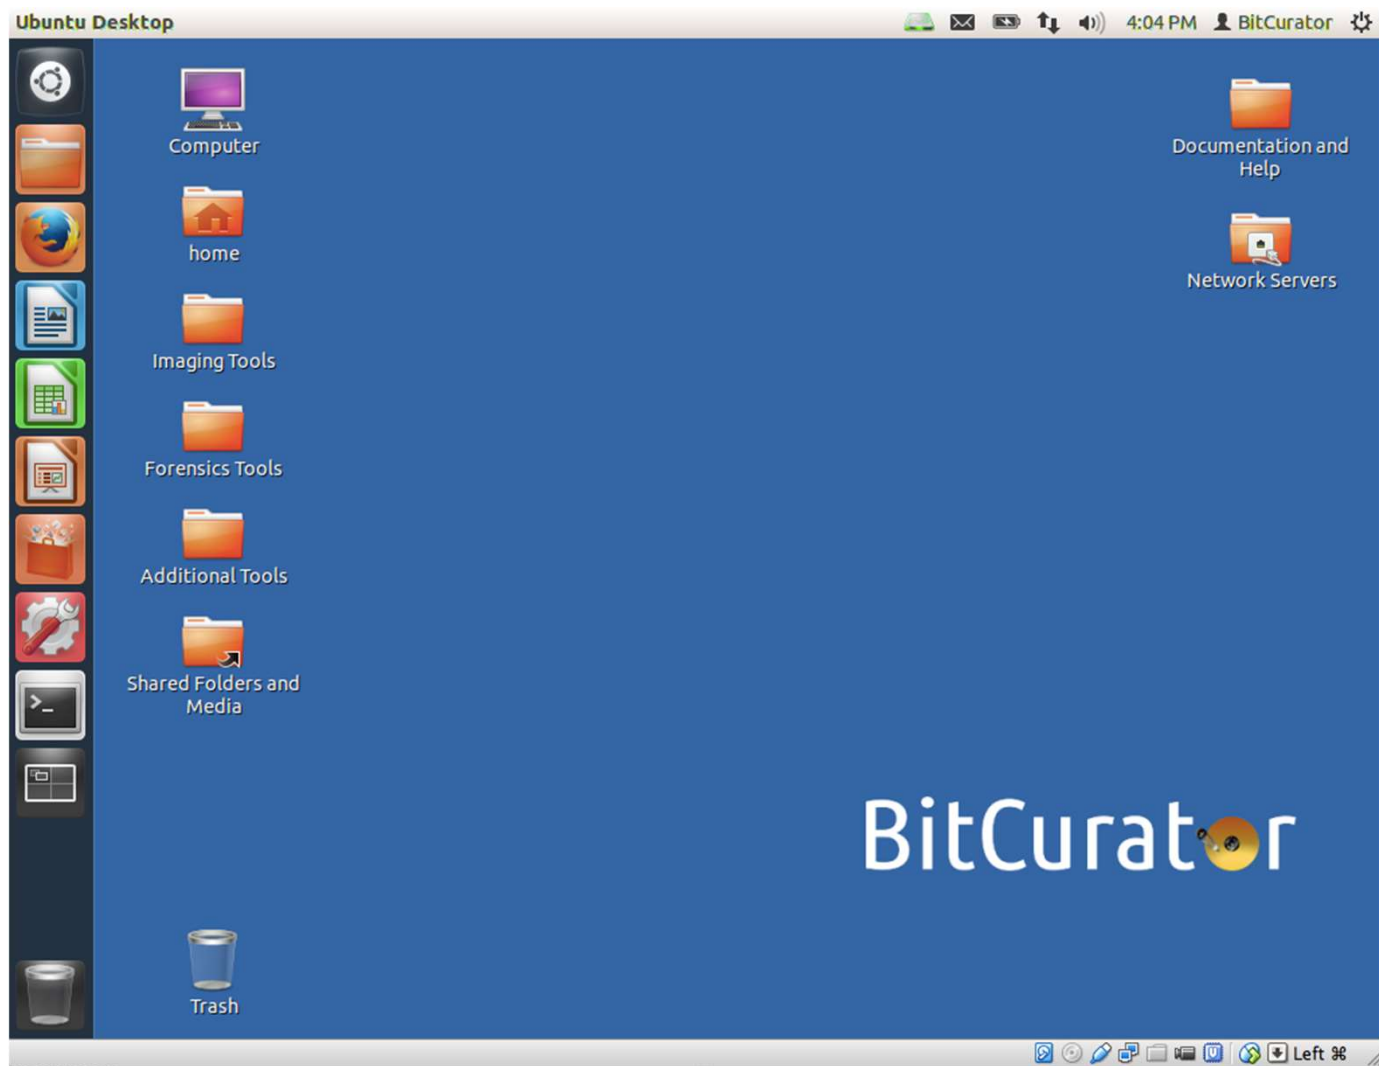 Ubuntu Desktop
4:04 PM
BitCurator
Computer
home
Imaging Tools
Forensics Tools
Additional Tools
Shared Folders and
Media
Trash
Documentation and
Help
Network Servers
BitCurator
Left ⌘